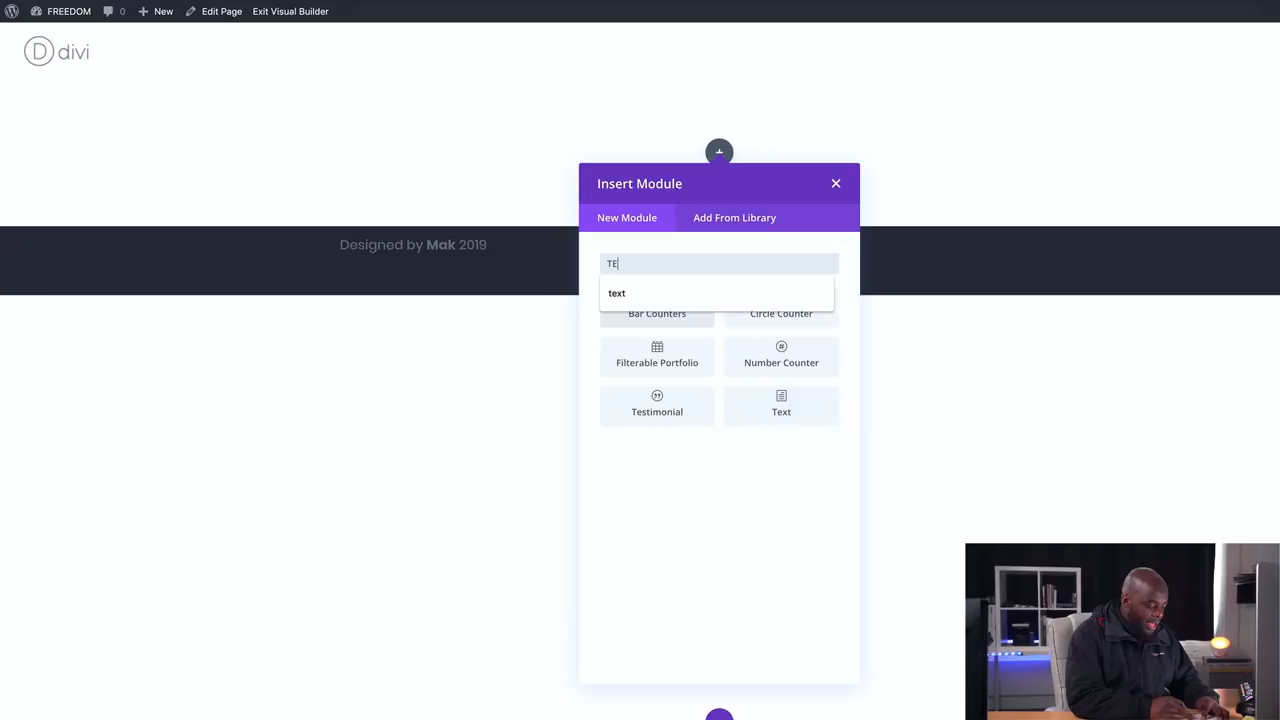 FREEDOM 0 New Edit Page Exit Visual Builder
D divi
Insert Module
New Module Add From Library
Designed by Mak 2019
TE
text
Bar Counters Circle Counter
Filterable Portfolio Number Counter
Testimonial Text